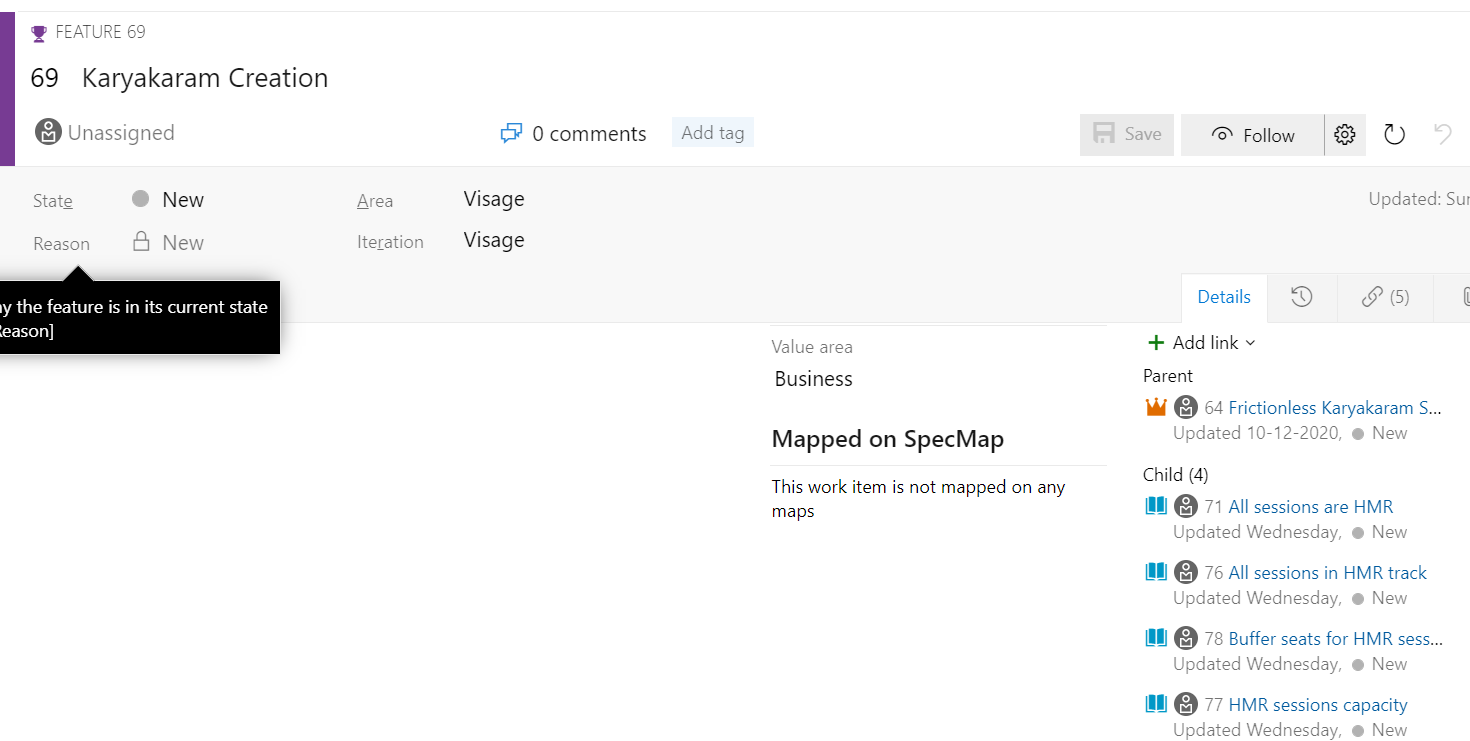 FEATURE 69
69 Karyakaram Creation
Unassigned
0 comments
Add tag
Save
Follow
State
New
Area
Visage
Updated: Sun
Reason
New
Iteration
Visage
the feature is in its current state
Reason]
Details
(5)
Value area
Business
Mapped on SpecMap
This work item is not mapped on any
maps
Add link
Parent
64 Frictionless Karyakaram S...
Updated 10-12-2020, New
Child (4)
71 All sessions are HMR
Updated Wednesday, New
76 All sessions in HMR track
Updated Wednesday, New
78 Buffer seats for HMR sess...
Updated Wednesday, New
77 HMR sessions capacity
Updated Wednesday, New